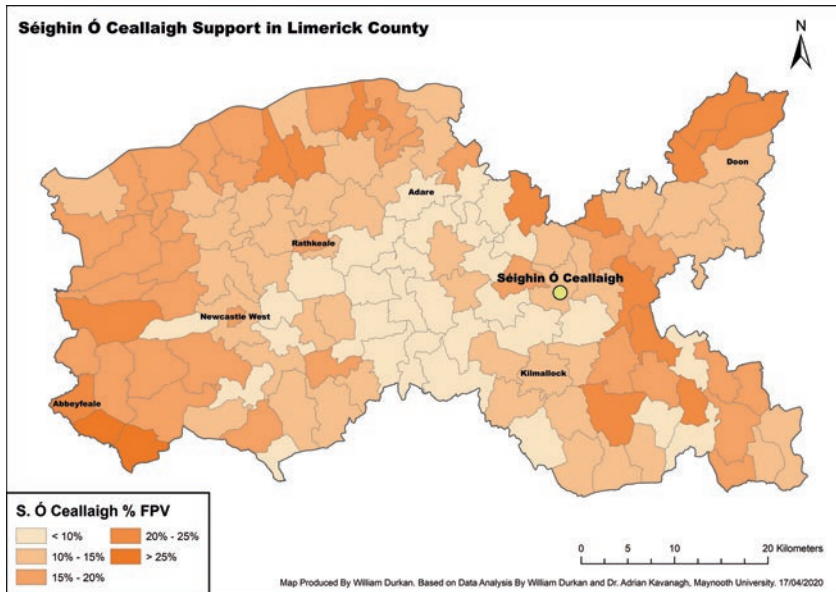 Séighin Ó Ceallaigh Support in Limerick County
N
Doon
Adare
Rathkeale
Séighin Ó Ceallaigh
Newcastle West
Kilmallock
Abbeyfeale
S. Ó Ceallaigh % FPV
< 10% 20% - 25%
10% - 15% > 25%
15% - 20%
0 5 10 20 Kilometers
Map Produced By William Durkan. Based on Data Analysis By William Durkan and Dr. Adrian Kavanagh, Maynooth University. 17/04/2020